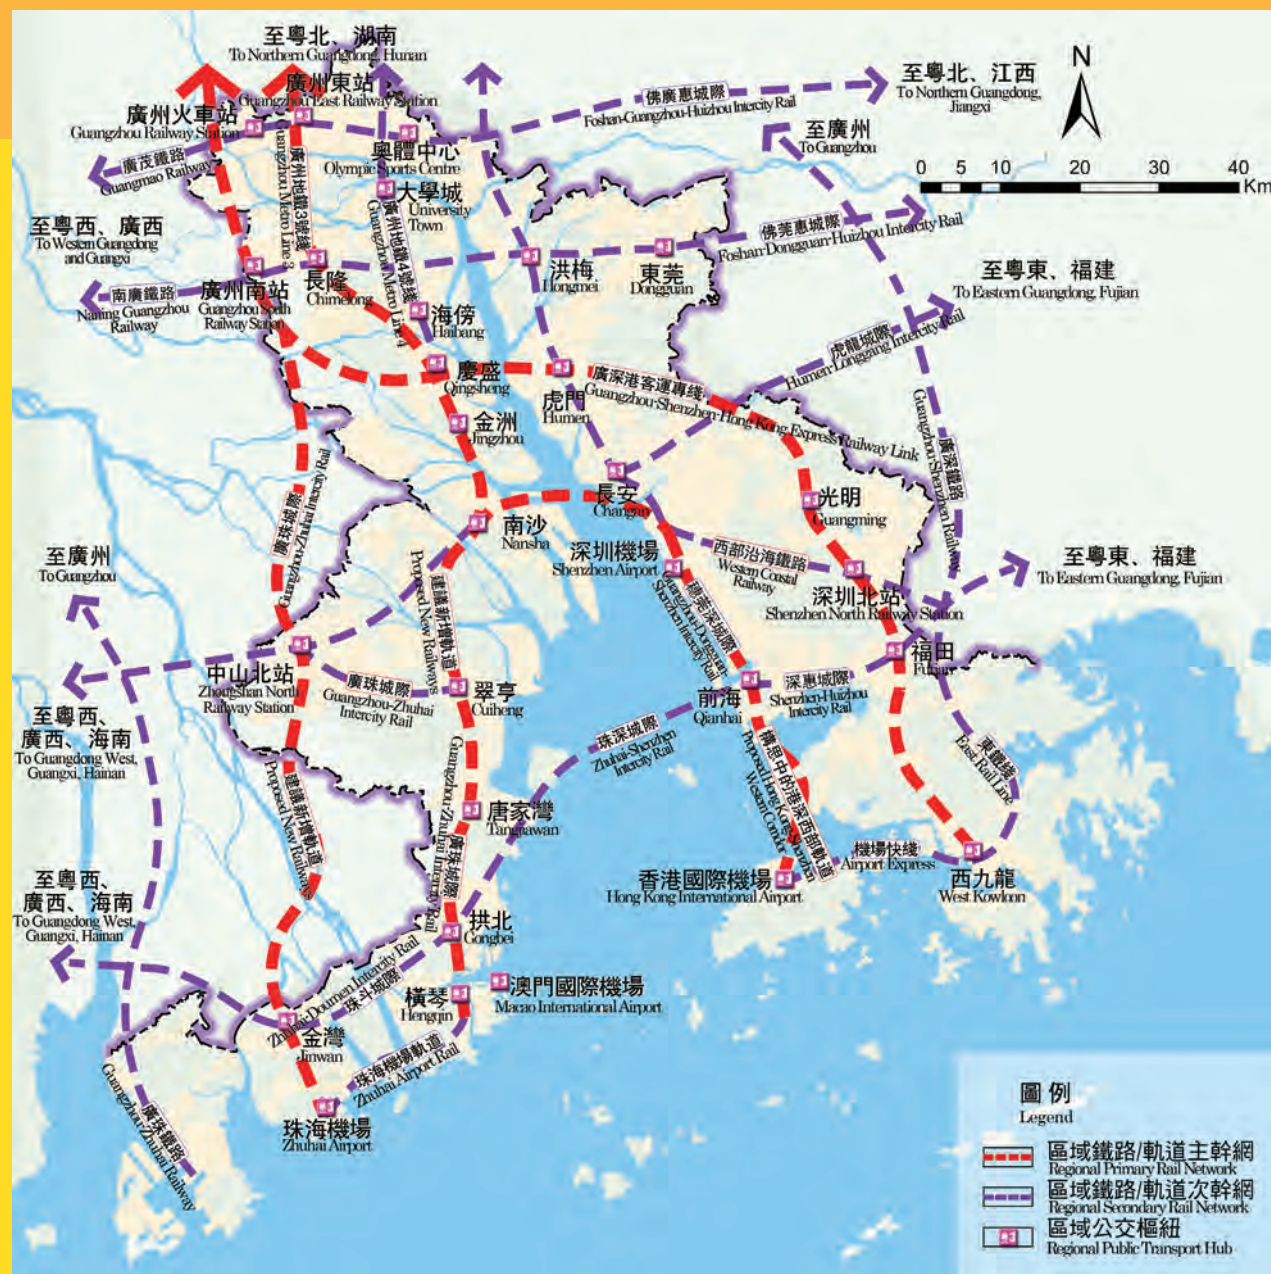 至粵北、湖南
To Northern Guangdong, Hunan
廣州東站
Guangzhou East Railway Station
廣州火車站
Guangzhou Railway Station
廣茂鐵路
Guangmao Railway
至粵西、廣西
To Western Guangdong
and Guangxi
南廣鐵路
Naning Guangzhou
Railway
廣州南站
Guangzhou South
Railway Station
廣州地鐵3號線
Guangzhou Metro Line 3
長隆
Chimelong
奧體中心
Olympic Sports Centre
大學城
University
Town
廣州地鐵4號線
Guangzhou Metro Line 4
海傍
Haibang
佛廣惠城際
Foshan-Guangzhou-Huizhou Intercity Rail
至粵北、江西
To Northern Guangdong,
Jiangxi
至廣州
To Guangzhou
N
0 5 10 20 30 40
Km
佛莞惠城際
Foshan-Dongguan-Huizhou Intercity Rail
洪梅
Hongmei
東莞
Dongguan
至粵東、福建
To Eastern Guangdong, Fujian
虎龍城際
Humen-Longgang Intercity Rail
慶盛
Qingsheng
虎門
Humen
廣深港客運專綫
Guangzhou-Shenzhen-Hong Kong Express Railway Link
廣深鐵路
Guangzhou-Shenzhen Railway
金洲
Jingzhou
長安
Changan
光明
Guangming
廣珠城際
Guangzhou-Zhuhai Intercity Rail
南沙
Nansha
深圳機場
Shenzhen Airport
西部沿海鐵路
Western Coastal
Railway
深圳北站
Shenzhen North Railway Station
至粵東、福建
To Eastern Guangdong, Fujian
至廣州
To Guangzhou
建議新增軌道
Proposed New Railways
穗莞深城際
Guangzhou-Dongguan-
Shenzhen Intercity Rail
福田
Futian
中山北站
Zhongshan North
Railway Station
廣珠城際
Guangzhou-Zhuhai
Intercity Rail
翠亨
Cuiheng
前海
Qianhai
深惠城際
Shenzhen-Huizhou
Intercity Rail
至粵西、
廣西、海南
To Guangdong West,
Guangxi, Hainan
珠深城際
Zhuhai-Shenzhen
Intercity Rail
東鐵綫
East Rail Line
建議新增軌道
Proposed New Railways
構思中的港深西部軌道
Proposed Hong Kong-Shenzhen
Western Corridor
唐家灣
Tangjiawan
廣珠城際
Guangzhou-Zhuhai Intercity Rail
機場快綫
Airport Express
香港國際機場
Hong Kong International Airport
西九龍
West Kowloon
至粵西、
廣西、海南
To Guangdong West,
Guangxi, Hainan
拱北
Gongbei
珠斗城際
Zhuhai-Doumen Intercity Rail
橫琴
Hengqin
澳門國際機場
Macao International Airport
金灣
Jinwan
珠海機場軌道
Zhuhai Airport Rail
珠海機場
Zhuhai Airport
廣珠鐵路
Guangzhou-Zhuhai Railway
圖例
Legend
區域鐵路/軌道主幹網
Regional Primary Rail Network
區域鐵路/軌道次幹網
Regional Secondary Rail Network
區域公交樞紐
Regional Public Transport Hub